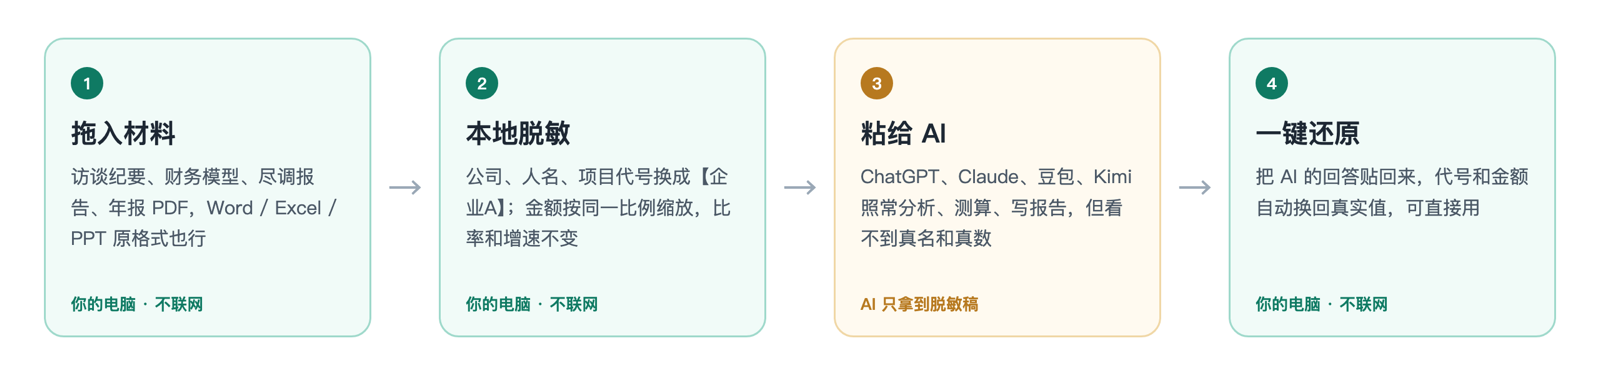 1
拖入材料
访谈纪要、财务模型、尽调报
告、年报 PDF，Word / Excel /
PPT 原格式也行
你的电脑 · 不联网
2
本地脱敏
公司、人名、项目代号换成【企
业A】；金额按同一比例缩放，比
率和增速不变
你的电脑 · 不联网
3
粘给 AI
ChatGPT、Claude、豆包、Kimi
照常分析、测算、写报告，但看
不到真名和真数
AI 只拿到脱敏稿
4
一键还原
把 AI 的回答贴回来，代号和金额
自动换回真实值，可直接用
你的电脑 · 不联网